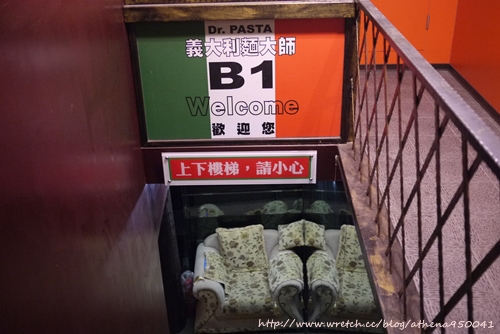 Dr. PASTA
義大利麵大師
B1
Welcome
歡迎您
上下樓梯，請小心
http://www.wretch.cc/blog/athena950041